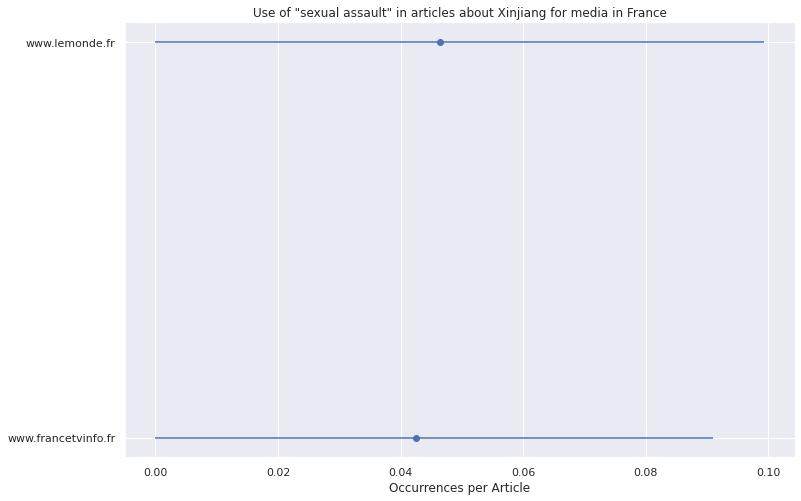 Use of "sexual assault" in articles about Xinjiang for media in France
www.lemonde.fr
www.francetvinfo.fr
0.00 0.02 0.04 0.06 0.08 0.10
Occurrences per Article